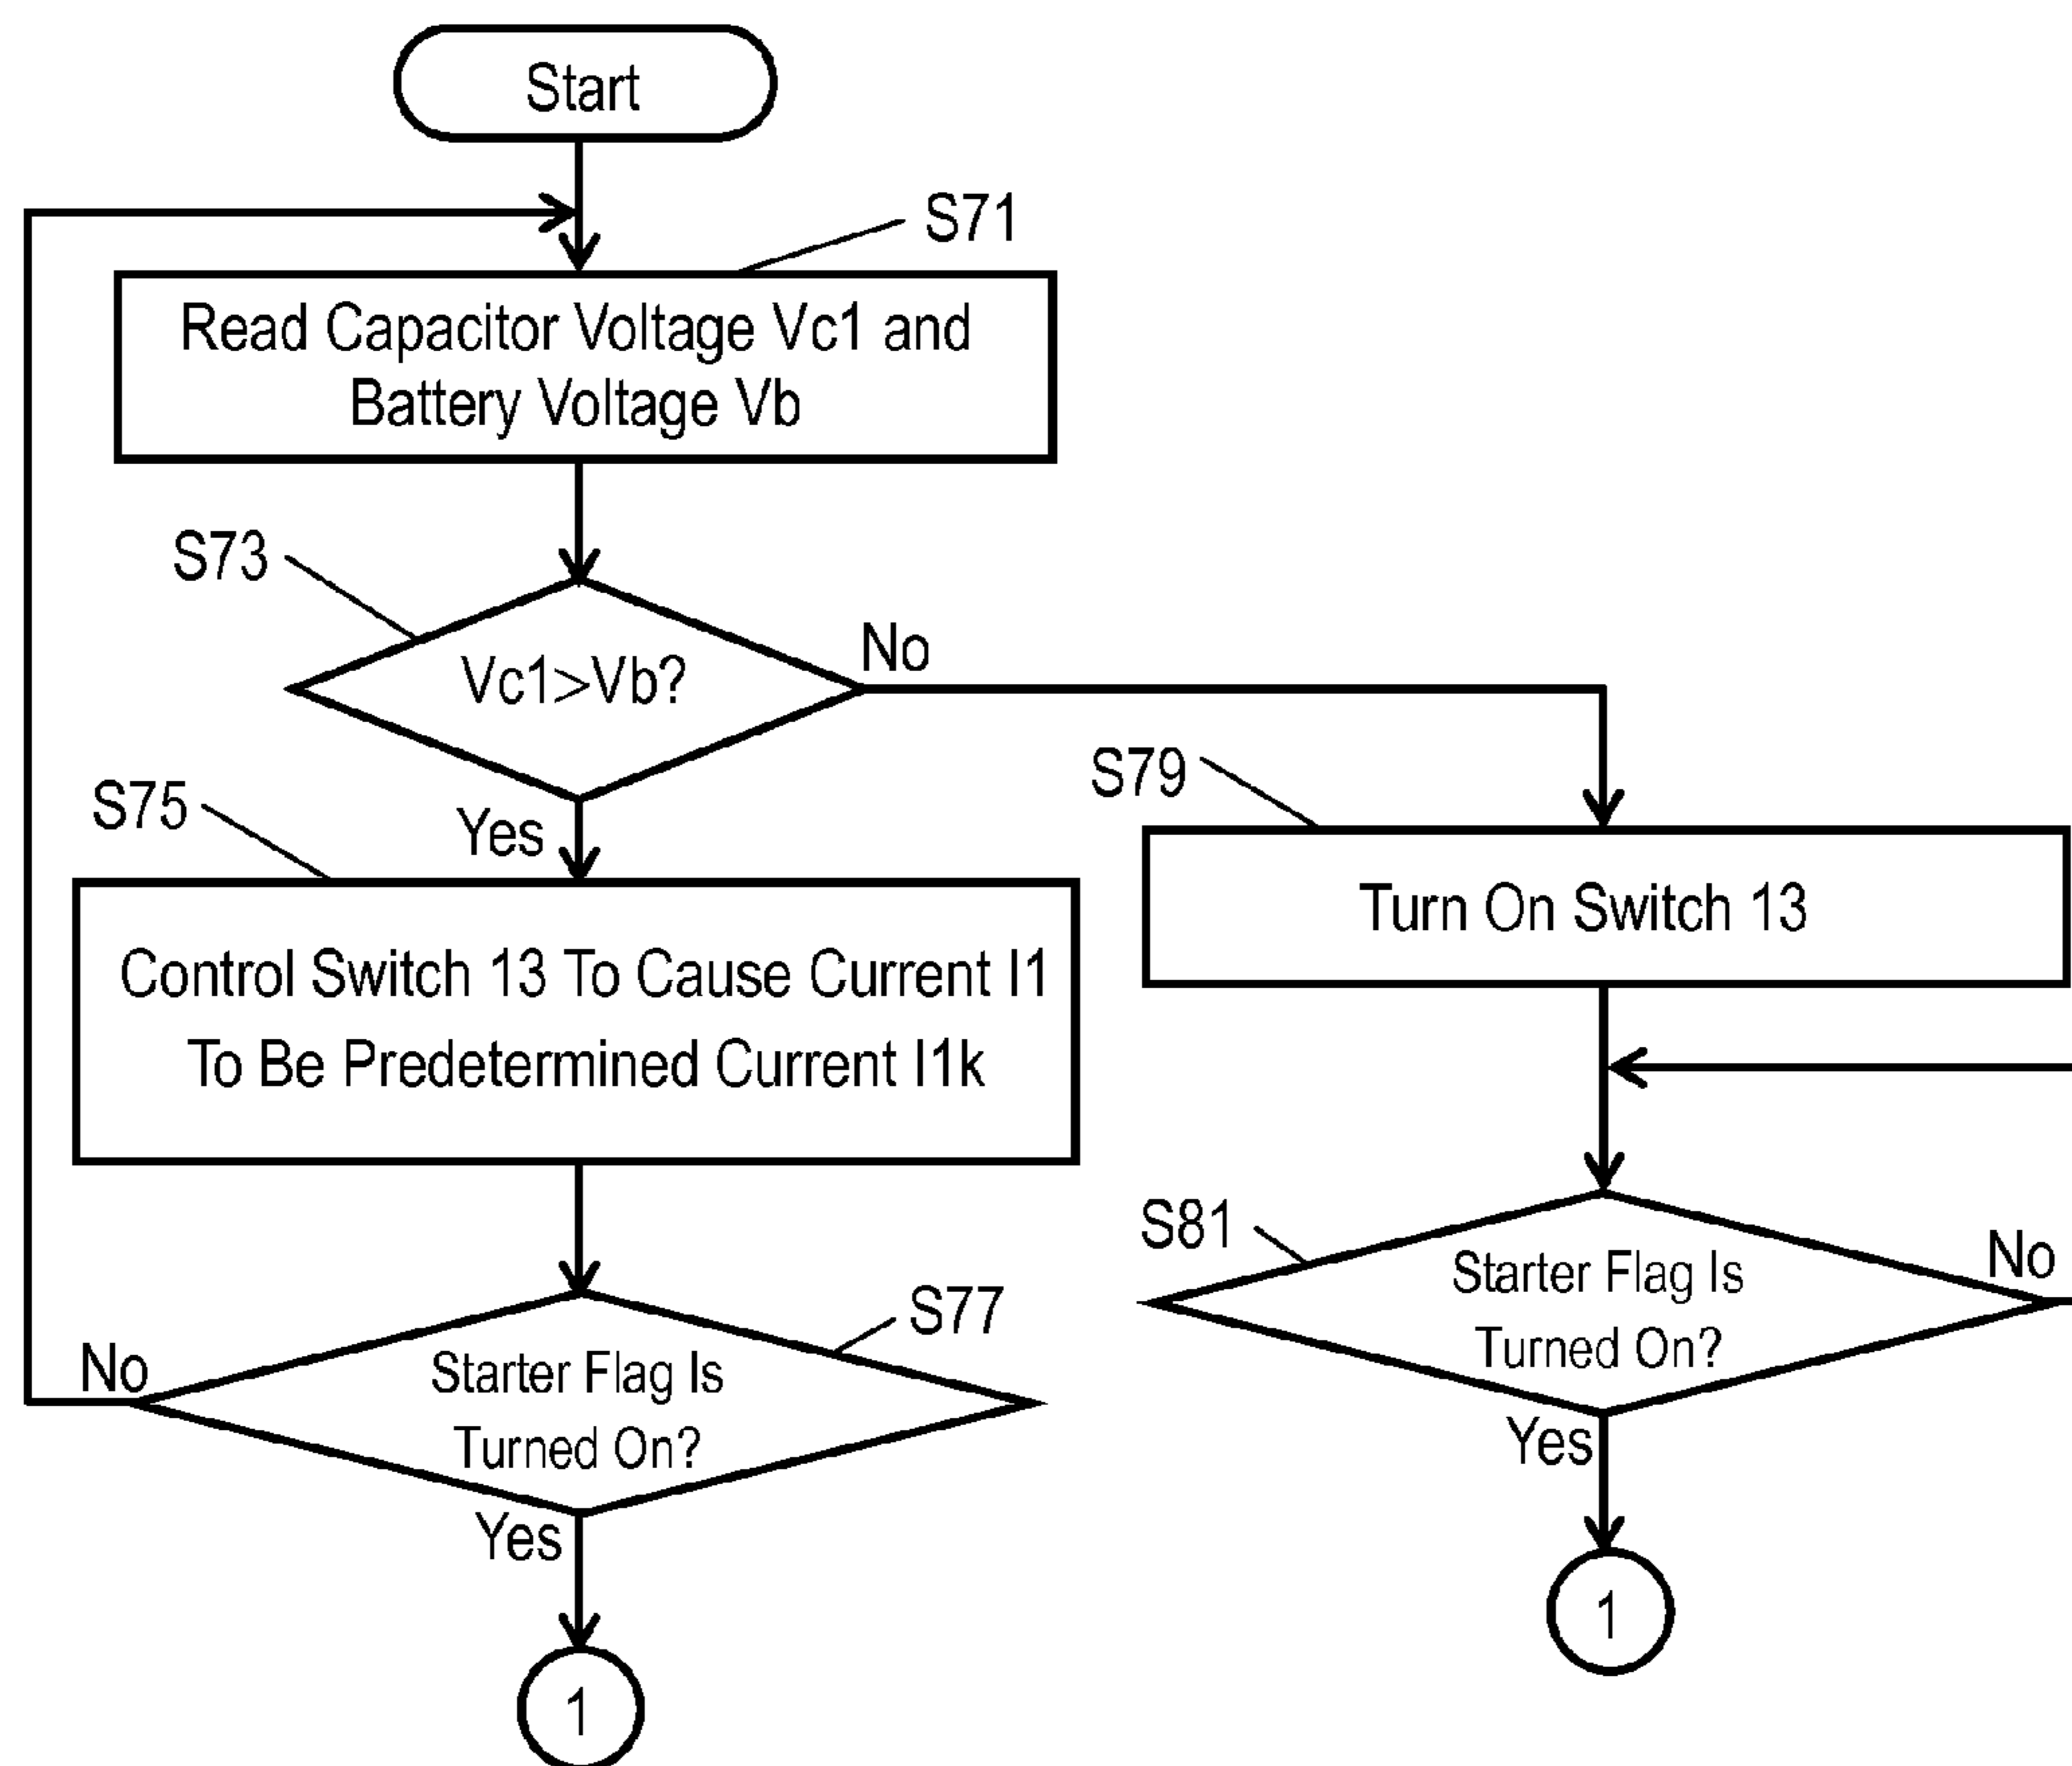 Start
S71
Read Capacitor Voltage Vc1 and
Battery Voltage Vb
S73
Vc1>Vb?
No
Yes
S75
Control Switch 13 To Cause Current I1
To Be Predetermined Current I1k
S77
Starter Flag Is
Turned On?
No
Yes
1
S79
Turn On Switch 13
S81
Starter Flag Is
Turned On?
No
Yes
1